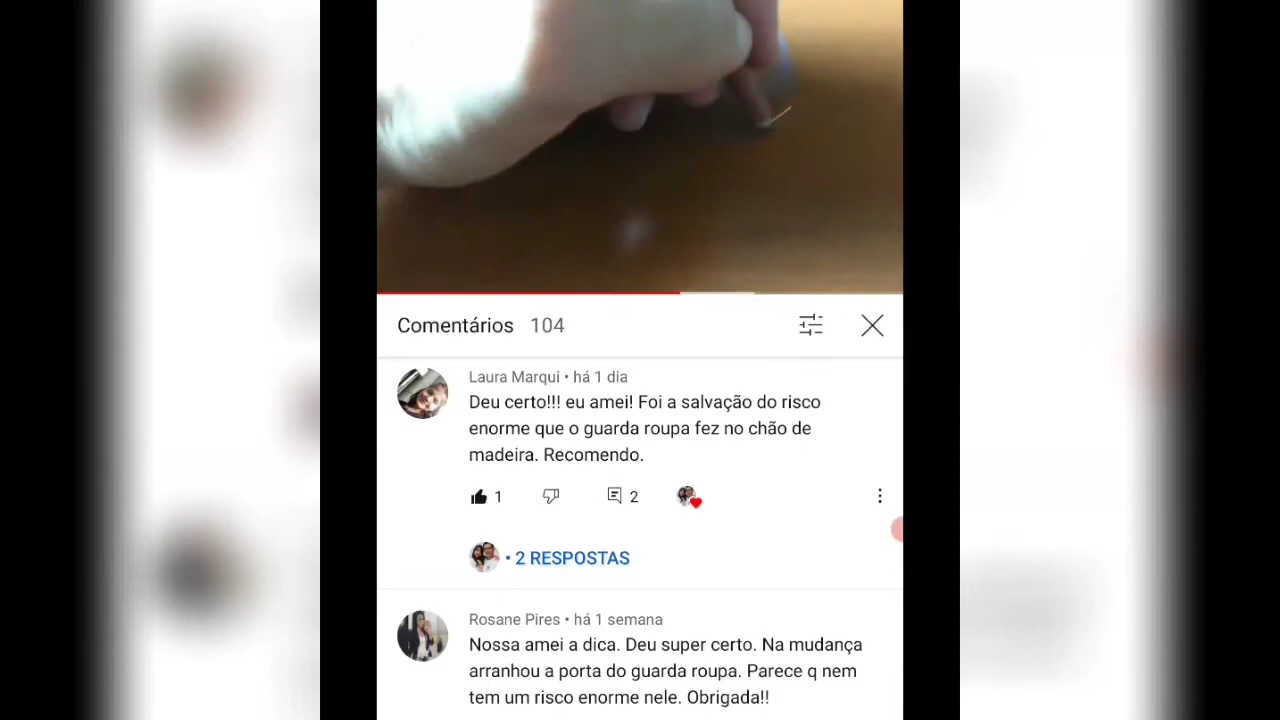 Comentários 104
Laura Marqui • há 1 dia
Deu certo!!! eu amei! Foi a salvação do risco
enorme que o guarda roupa fez no chão de
madeira. Recomendo.
1 2
• 2 RESPOSTAS
Rosane Pires • há 1 semana
Nossa amei a dica. Deu super certo. Na mudança
arranhou a porta do guarda roupa. Parece q nem
tem um risco enorme nele. Obrigada!!